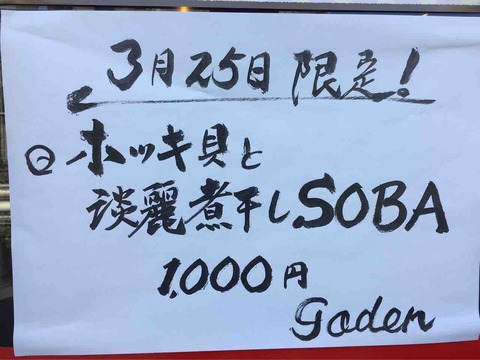 3月25日 限定!
◎ホッキ貝と
淡麗煮干しSOBA
1,000円
Goden